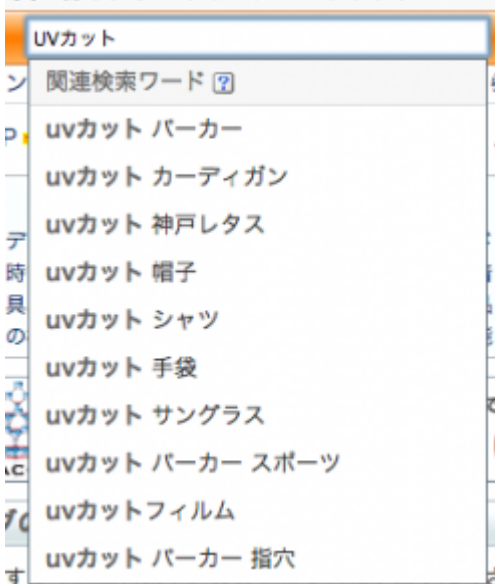 UVカット
関連検索ワード ?
uvカット パーカー
uvカット カーディガン
uvカット 神戸レタス
uvカット 帽子
uvカット シャツ
uvカット 手袋
uvカット サングラス
uvカット パーカー スポーツ
uvカットフィルム
uvカット パーカー 指穴